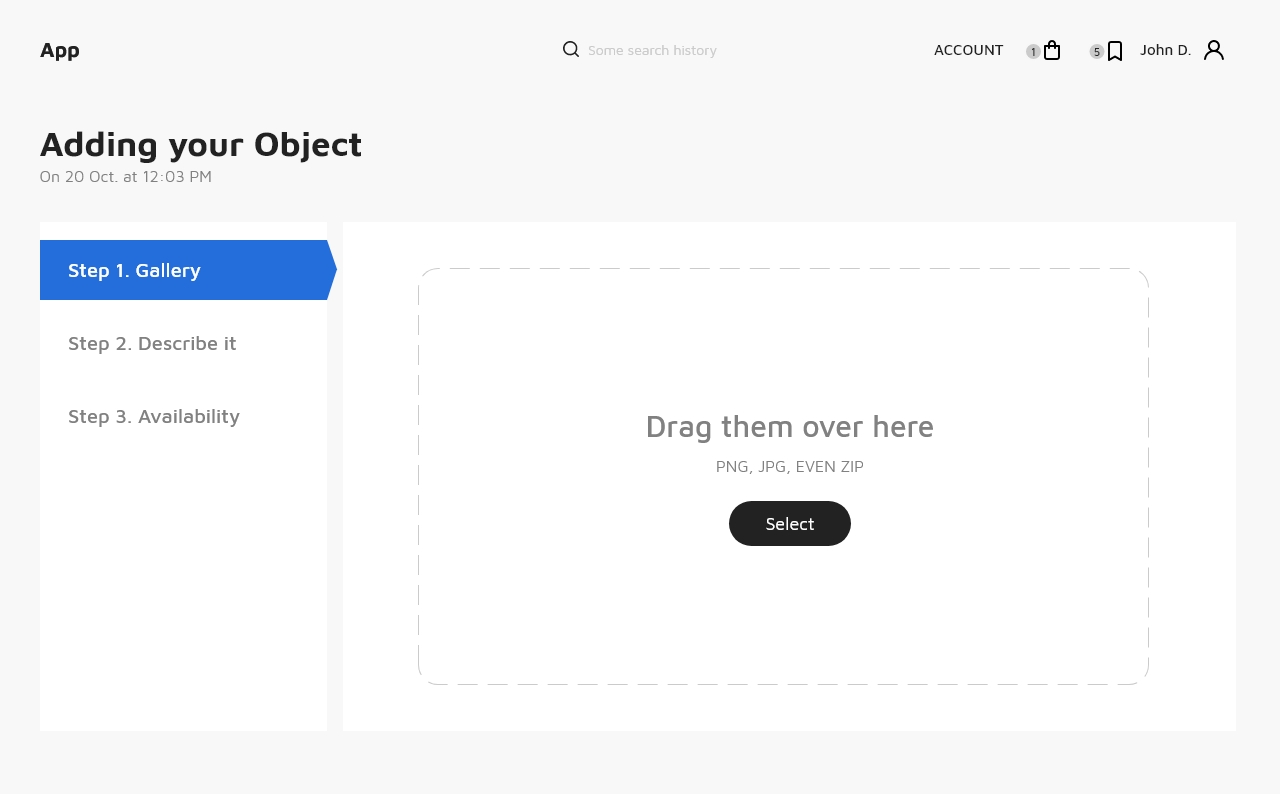 App
Some search history
ACCOUNT
1
5
John D.
Adding your Object
On 20 Oct. at 12:03 PM
Step 1. Gallery
Step 2. Describe it
Step 3. Availability
Drag them over here
PNG, JPG, EVEN ZIP
Select